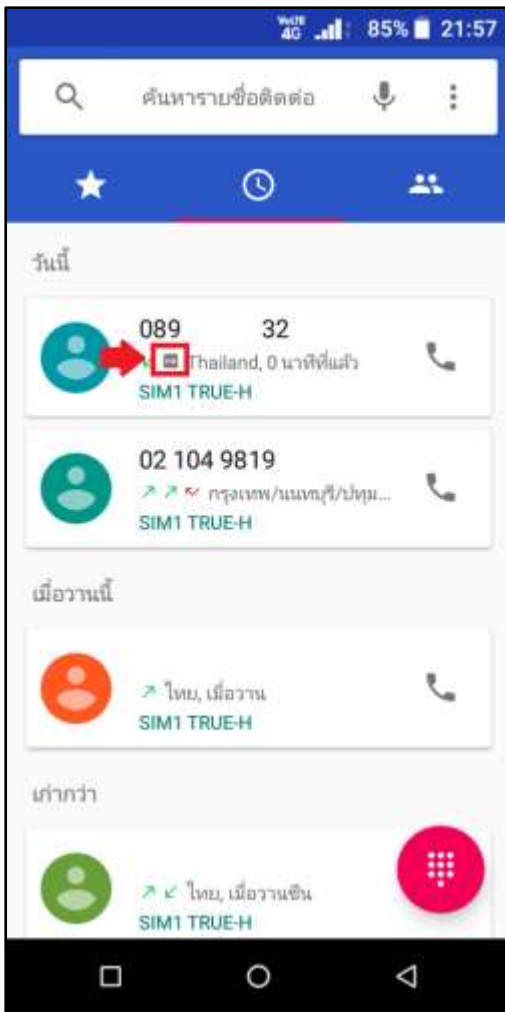 VoLTE 4G 85% 21:57
ค้นหารายชื่อติดต่อ
วันนี้
089 32
HD Thailand, 0 นาทีที่แล้ว
SIM1 TRUE-H
02 104 9819
กรุงเทพ/นนทบุรี/ปทุม...
SIM1 TRUE-H
เมื่อวานนี้
ไทย, เมื่อวาน
SIM1 TRUE-H
เก่ากว่า
ไทย, เมื่อวานซืน
SIM1 TRUE-H